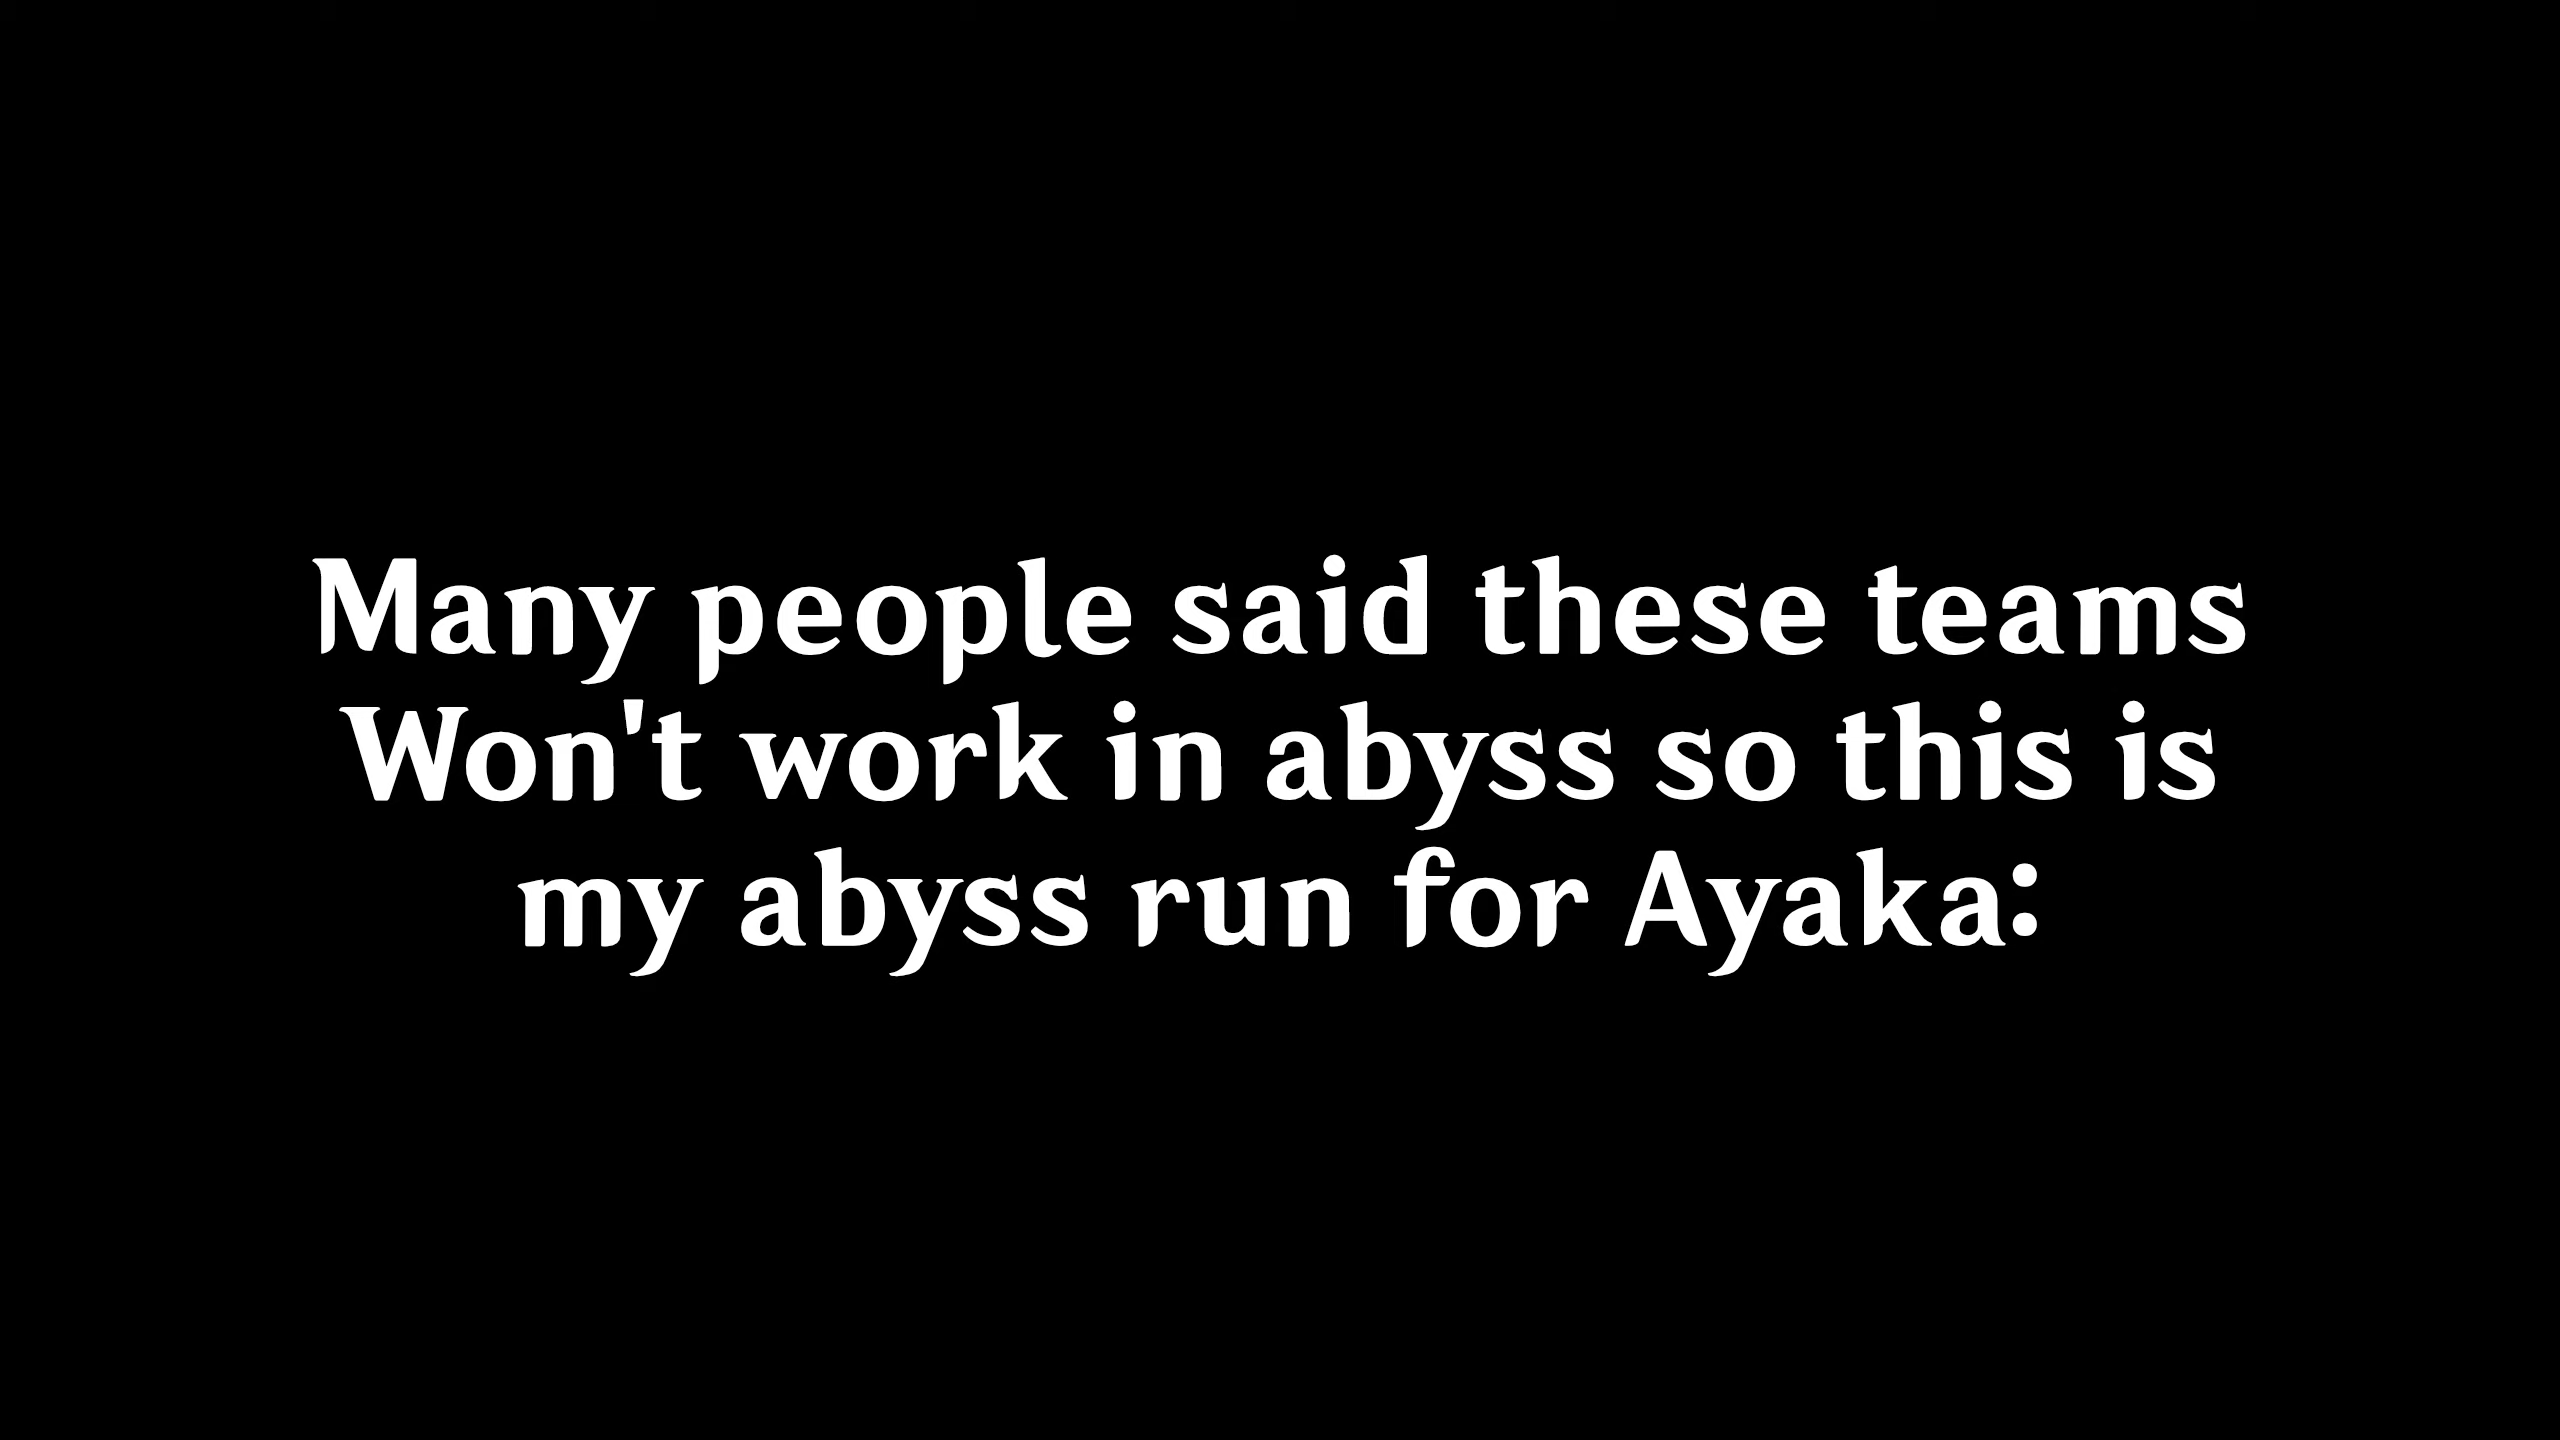 Many people said these teams
Won't work in abyss so this is
my abyss run for Ayaka: